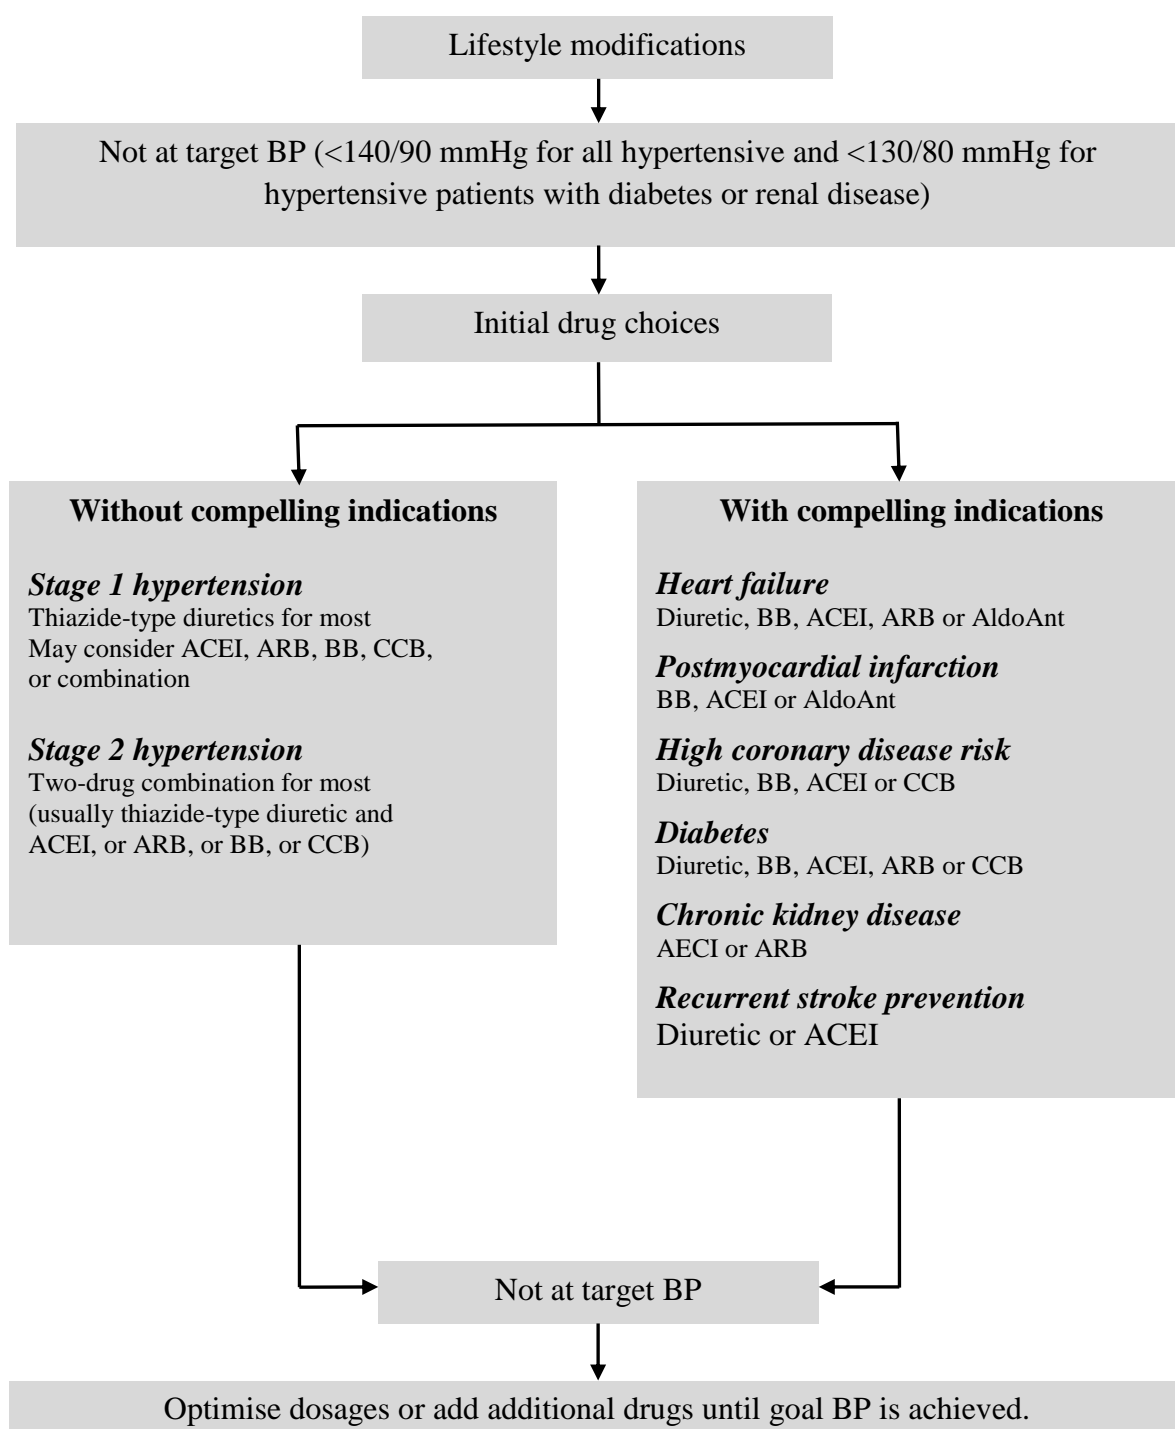 Lifestyle modifications
Not at target BP (<140/90 mmHg for all hypertensive and <130/80 mmHg for
hypertensive patients with diabetes or renal disease)
Initial drug choices
Without compelling indications
Stage 1 hypertension
Thiazide-type diuretics for most
May consider ACEI, ARB, BB, CCB,
or combination
Stage 2 hypertension
Two-drug combination for most
(usually thiazide-type diuretic and
ACEI, or ARB, or BB, or CCB)
With compelling indications
Heart failure
Diuretic, BB, ACEI, ARB or AldoAnt
Postmyocardial infarction
BB, ACEI or AldoAnt
High coronary disease risk
Diuretic, BB, ACEI or CCB
Diabetes
Diuretic, BB, ACEI, ARB or CCB
Chronic kidney disease
AECI or ARB
Recurrent stroke prevention
Diuretic or ACEI
Not at target BP
Optimise dosages or add additional drugs until goal BP is achieved.